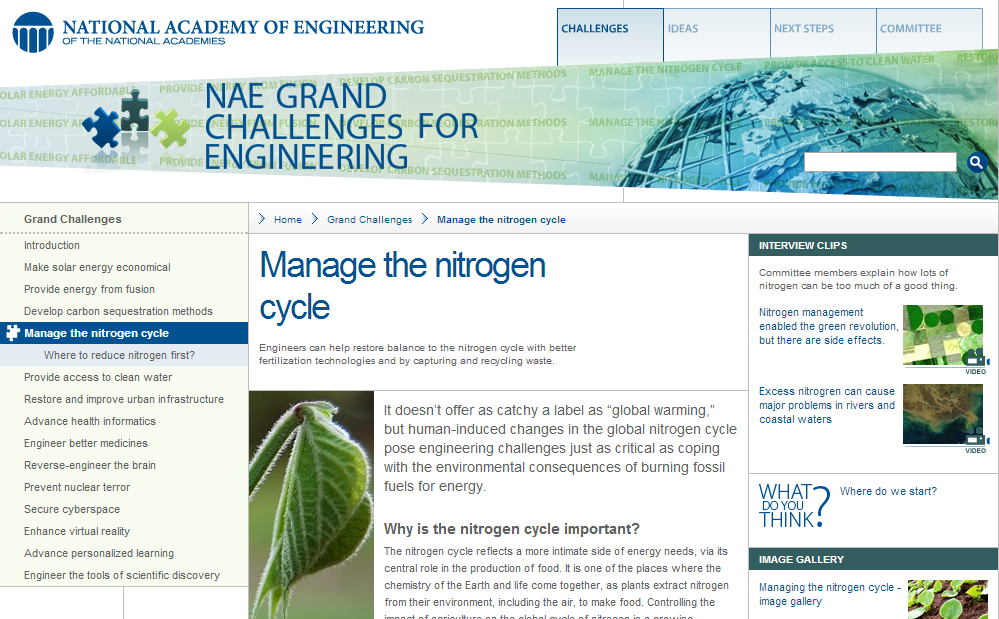 NATIONAL ACADEMY OF ENGINEERING
OF THE NATIONAL ACADEMIES
CHALLENGES
IDEAS
NEXT STEPS
COMMITTEE
NAE GRAND
CHALLENGES FOR
ENGINEERING
SOLAR ENERGY AFFORDABLE PROVIDE ENERGY FROM FUSION DEVELOP CARBON SEQUESTRATION METHODS MANAGE THE NITROGEN CYCLE PROVIDE ACCESS TO CLEAN WATER
Grand Challenges
Introduction
Make solar energy economical
Provide energy from fusion
Develop carbon sequestration methods
Manage the nitrogen cycle
Where to reduce nitrogen first?
Provide access to clean water
Restore and improve urban infrastructure
Advance health informatics
Engineer better medicines
Reverse-engineer the brain
Prevent nuclear terror
Secure cyberspace
Enhance virtual reality
Advance personalized learning
Engineer the tools of scientific discovery
Home
Grand Challenges
Manage the nitrogen cycle
Manage the nitrogen
cycle
Engineers can help restore balance to the nitrogen cycle with better
fertilization technologies and by capturing and recycling waste.
It doesn't offer as catchy a label as “global warming,”
but human-induced changes in the global nitrogen cycle
pose engineering challenges just as critical as coping
with the environmental consequences of burning fossil
fuels for energy.
Why is the nitrogen cycle important?
The nitrogen cycle reflects a more intimate side of energy needs, via its
central role in the production of food. It is one of the places where the
chemistry of the Earth and life come together, as plants extract nitrogen
from their environment, including the air, to make food. Controlling the
impact of agriculture on the global cycle of nitrogen is a growing
INTERVIEW CLIPS
Committee members explain how lots of
nitrogen can be too much of a good thing.
Nitrogen management
enabled the green revolution,
but there are side effects.
VIDEO
Excess nitrogren can cause
major problems in rivers and
coastal waters
VIDEO
WHAT
DO YOU
THINK?
Where do we start?
IMAGE GALLERY
Managing the nitrogen cycle -
image gallery